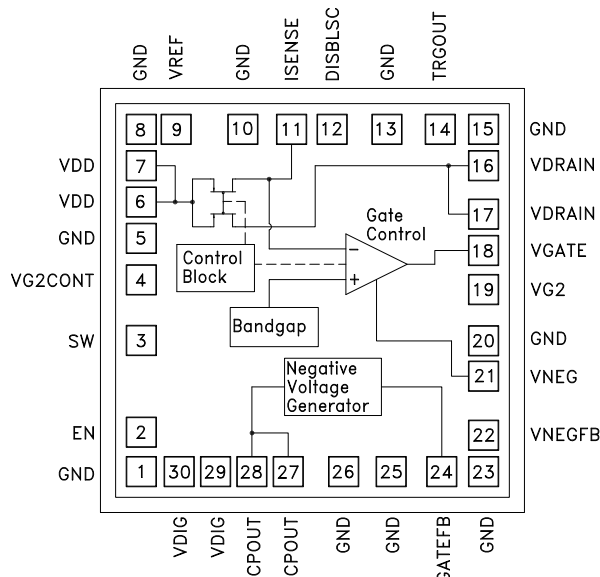 GND
VREF
GND
ISENSE
DISBLSC
GND
TRGOUT
8
9
10
11
12
13
14
15
GND
VDD
7
16
VDRAIN
VDD
6
17
VDRAIN
Gate
Control
GND
5
18
VGATE
Control
Block
–
+
VG2CONT
4
19
VG2
Bandgap
SW
3
20
GND
Negative
Voltage
Generator
21
VNEG
EN
2
22
VNEGFB
GND
1
30
29
28
27
26
25
24
23
VDIG
VDIG
CPOUT
CPOUT
GND
GND
GATEFB
GND